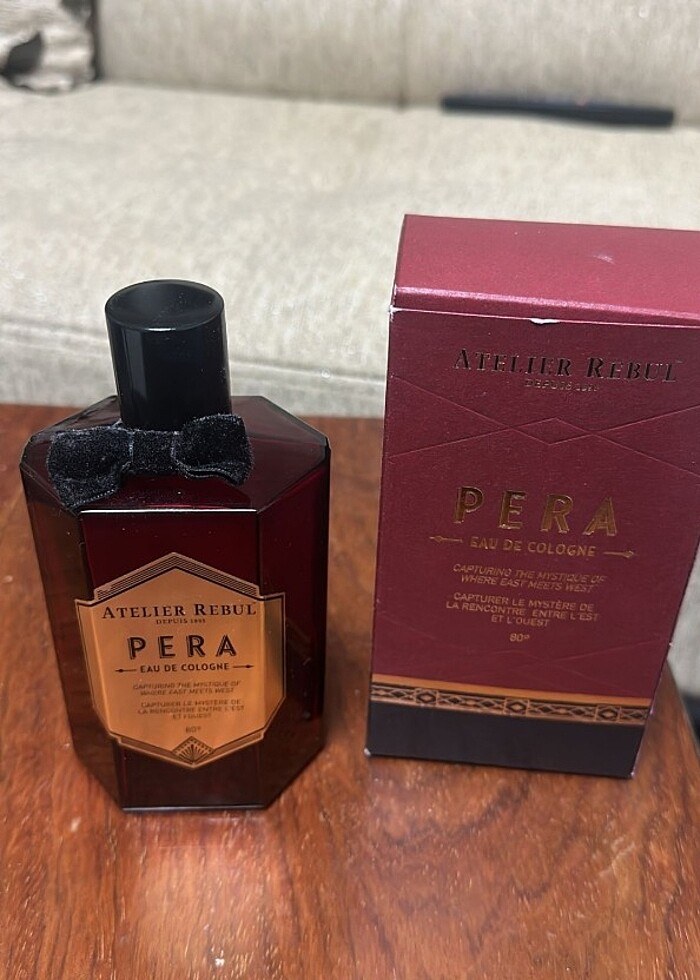 ATELIER REBUL
DEPUIS 1895
PERA
EAU DE COLOGNE
CAPTURING THE MYSTIQUE OF
WHERE EAST MEETS WEST
CAPTURER LE MYSTÈRE DE
LA RENCONTRE ENTRE L'EST
ET L'OUEST
80°
ATELIER REBUL
DEPUIS 1895
PERA
EAU DE COLOGNE
CAPTURING THE MYSTIQUE OF
WHERE EAST MEETS WEST
CAPTURER LE MYSTÈRE DE
LA RENCONTRE ENTRE L'EST
ET L'OUEST
80°